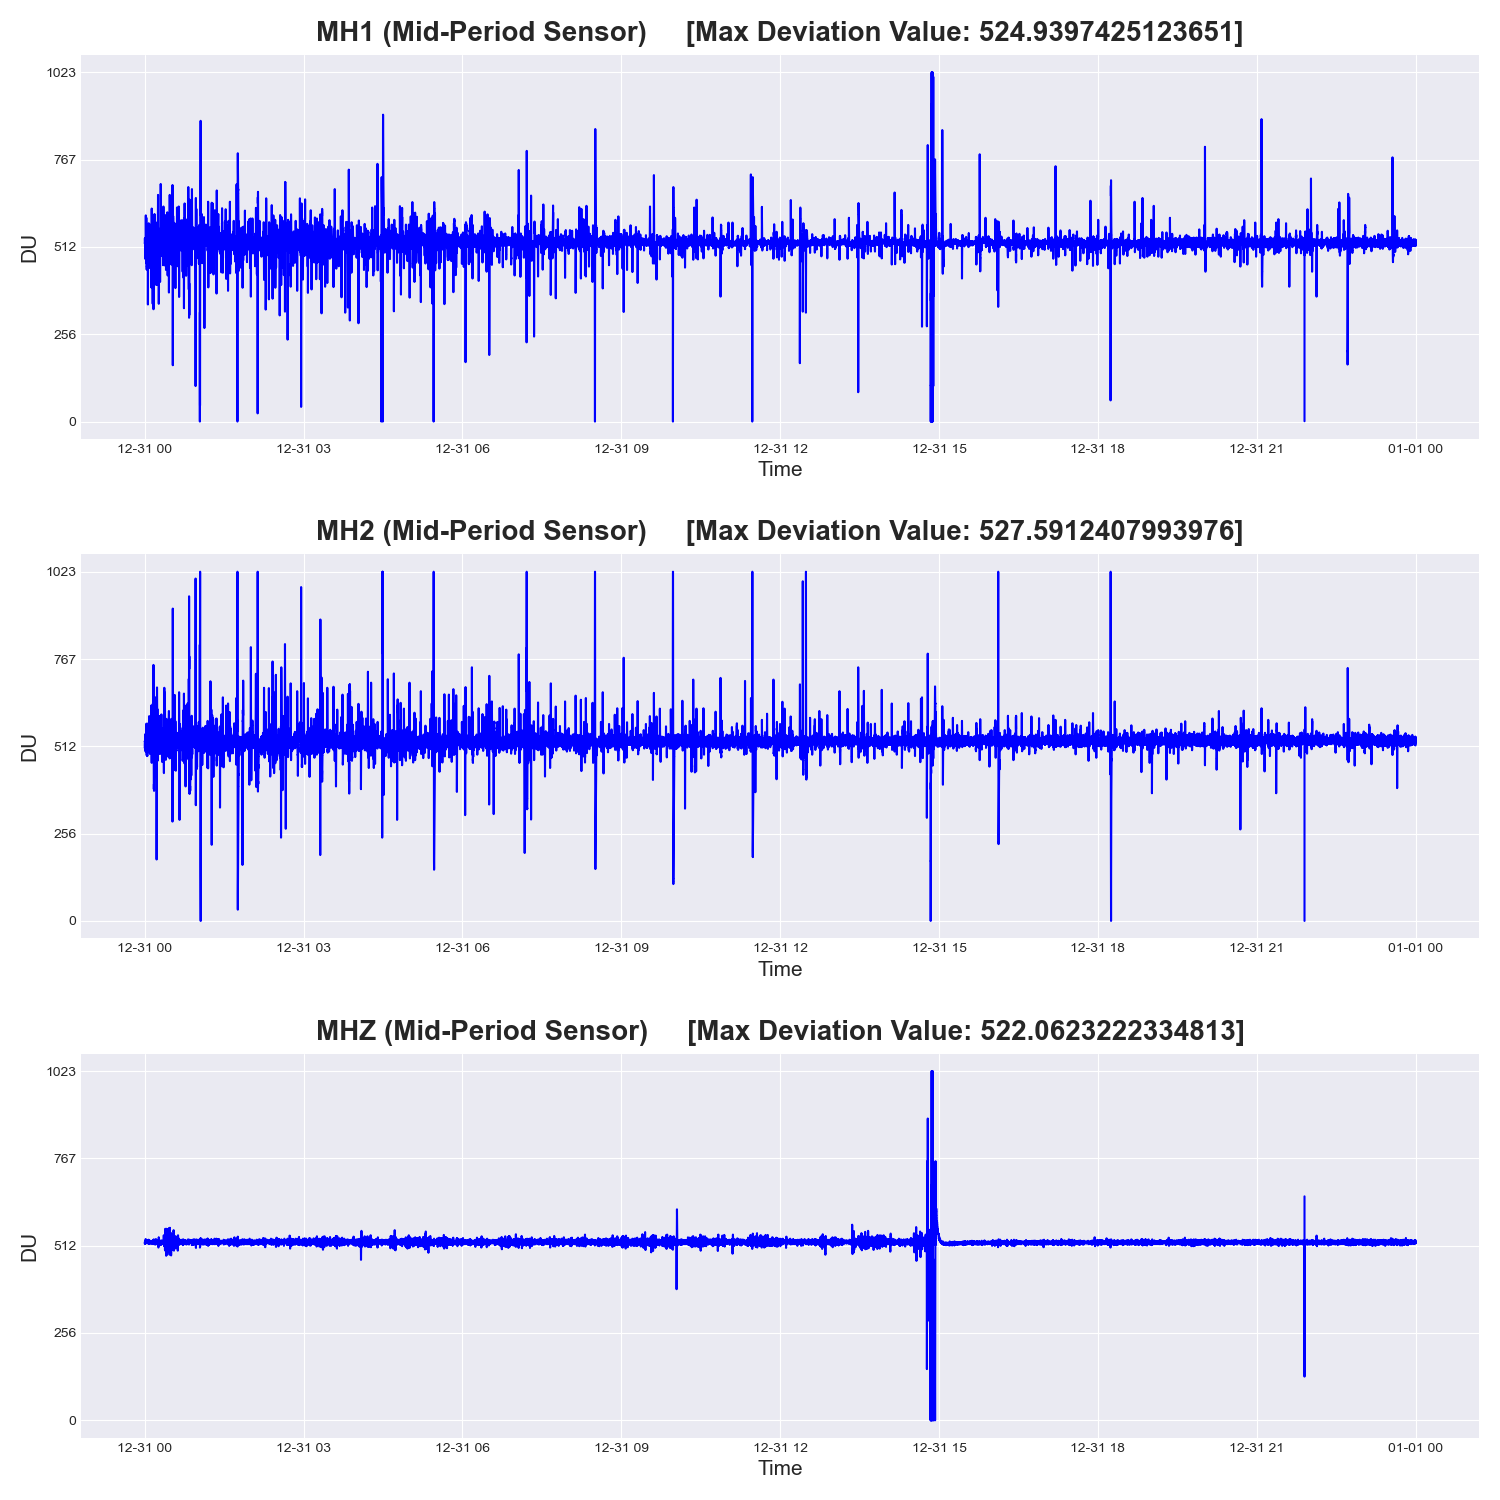 MH1 (Mid-Period Sensor) [Max Deviation Value: 524.9397425123651]
1023
767
512
256
0
DU
12-31 00 12-31 03 12-31 06 12-31 09 12-31 12 12-31 15 12-31 18 12-31 21 01-01 00
Time
MH2 (Mid-Period Sensor) [Max Deviation Value: 527.5912407993976]
1023
767
512
256
0
DU
12-31 00 12-31 03 12-31 06 12-31 09 12-31 12 12-31 15 12-31 18 12-31 21 01-01 00
Time
MHZ (Mid-Period Sensor) [Max Deviation Value: 522.0623222334813]
1023
767
512
256
0
DU
12-31 00 12-31 03 12-31 06 12-31 09 12-31 12 12-31 15 12-31 18 12-31 21 01-01 00
Time